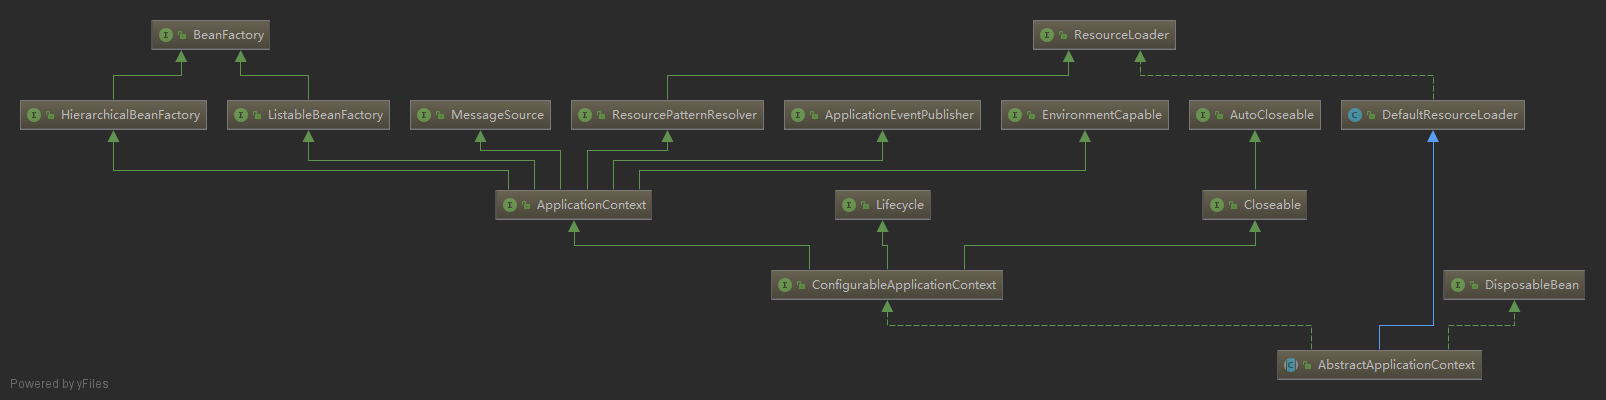 BeanFactory
ResourceLoader
HierarchicalBeanFactory
ListableBeanFactory
MessageSource
ResourcePatternResolver
ApplicationEventPublisher
EnvironmentCapable
AutoCloseable
DefaultResourceLoader
ApplicationContext
Lifecycle
Closeable
ConfigurableApplicationContext
DisposableBean
AbstractApplicationContext
Powered by yFiles